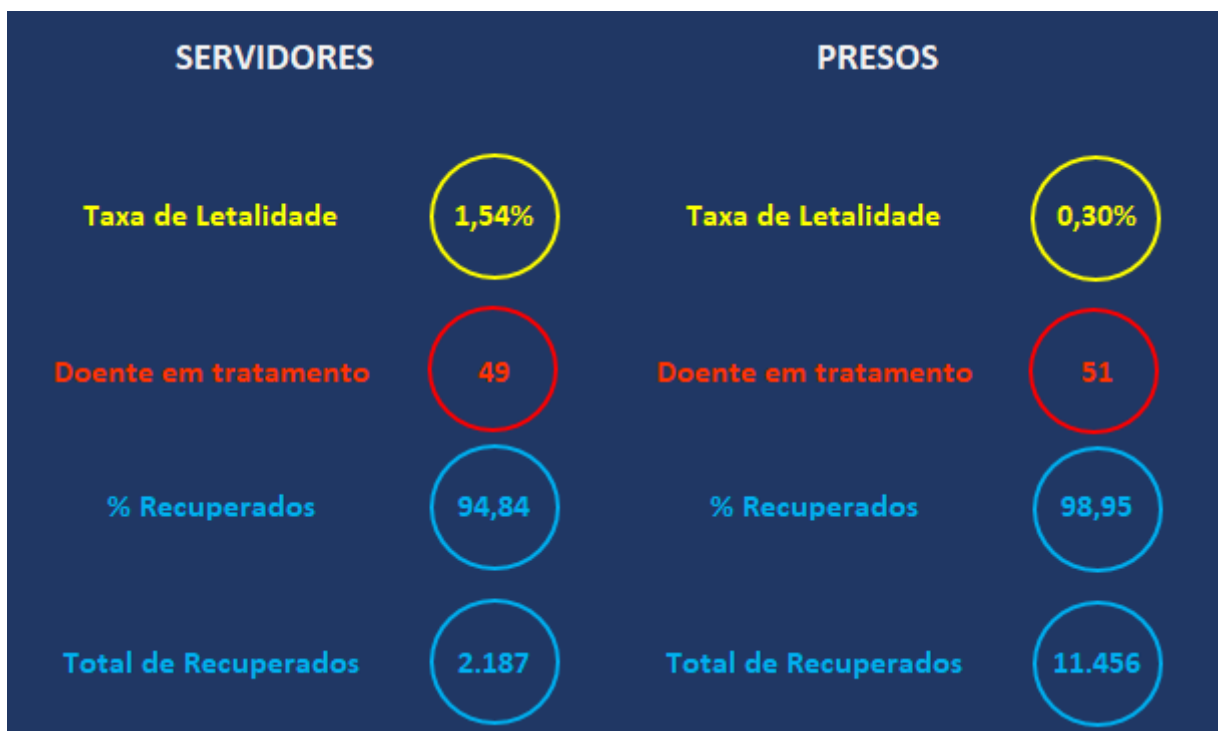 SERVIDORES
PRESOS
Taxa de Letalidade
1,54%
Taxa de Letalidade
0,30%
Doente em tratamento
49
Doente em tratamento
51
% Recuperados
94,84
% Recuperados
98,95
Total de Recuperados
2.187
Total de Recuperados
11.456